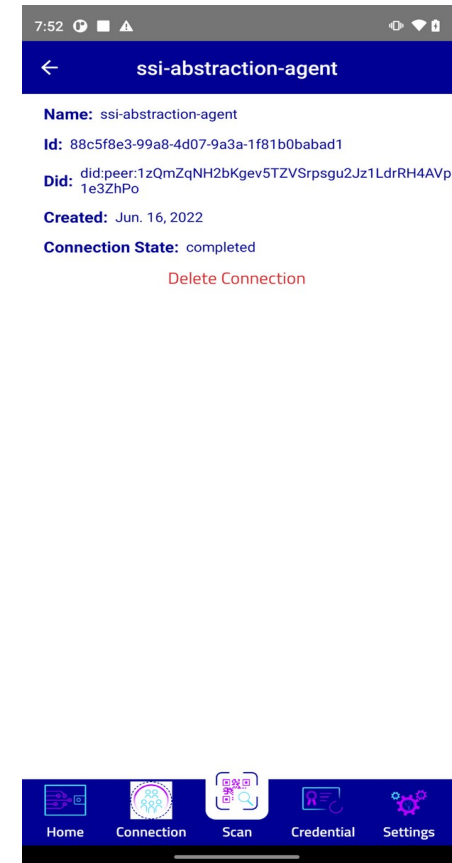 7:52
ssi-abstraction-agent
Name: ssi-abstraction-agent
Id: 88c5f8e3-99a8-4d07-9a3a-1f81b0babad1
Did: did:peer:1zQmZqNH2bKgev5TZVSrpsgu2Jz1LdrRH4AVp
1e3ZhPo
Created: Jun. 16, 2022
Connection State: completed
Delete Connection
Home Connection Scan Credential Settings